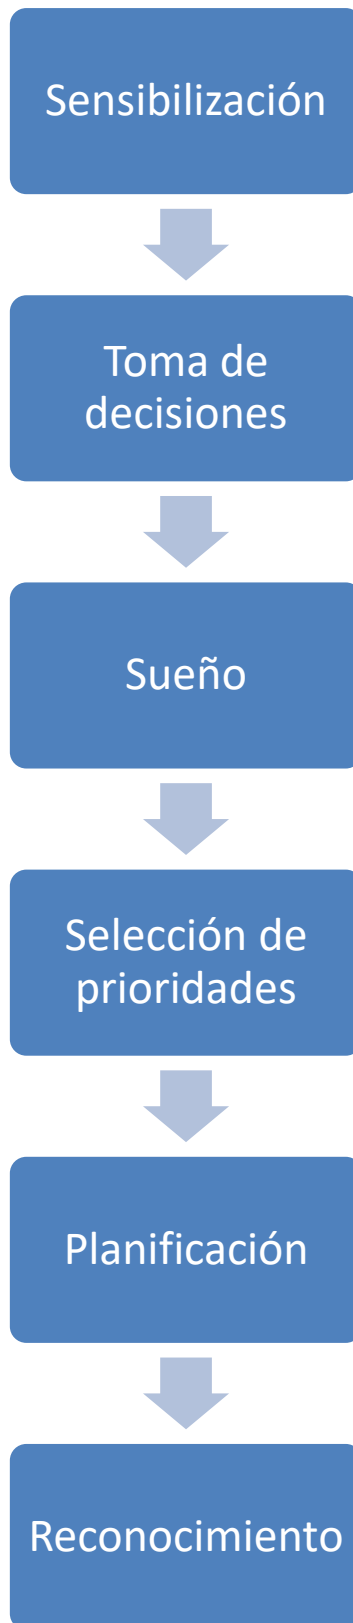 Sensibilización
Toma de
decisiones
Sueño
Selección de
prioridades
Planificación
Reconocimiento